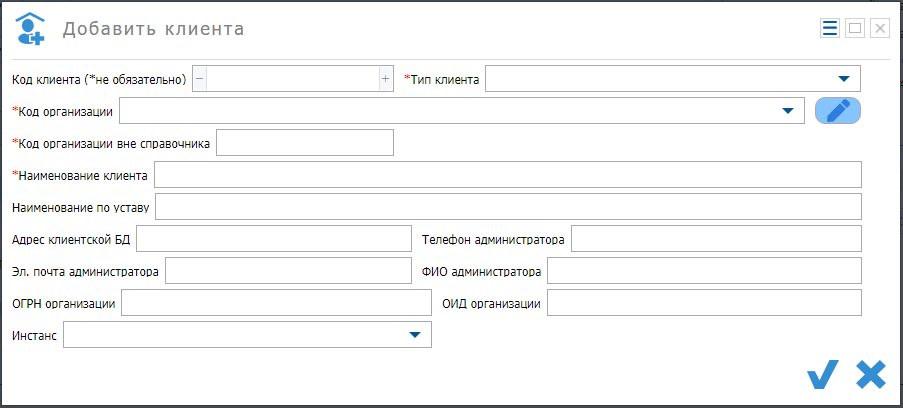 Добавить клиента
Код клиента (*не обязательно) − + *Тип клиента
*Код организации
*Код организации вне справочника
*Наименование клиента
Наименование по уставу
Адрес клиентской БД Телефон администратора
Эл. почта администратора ФИО администратора
ОГРН организации ОИД организации
Инстанс